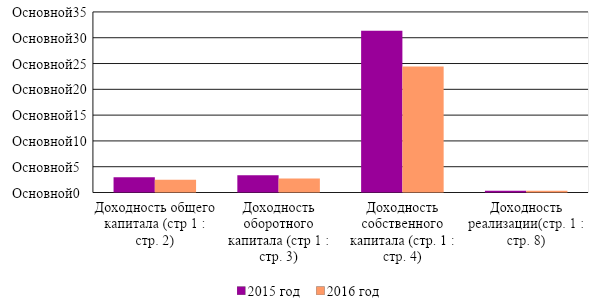 Основной35
Основной30
Основной25
Основной20
Основной15
Основной10
Основной5
Основной0
Доходность общего
капитала (стр 1 :
стр. 2)
Доходность
оборотного
капитала (стр 1 :
стр. 3)
Доходность
собственного
капитала (стр. 1 :
стр. 4)
Доходность
реализации(стр. 1 :
стр. 8)
2015 год
2016 год